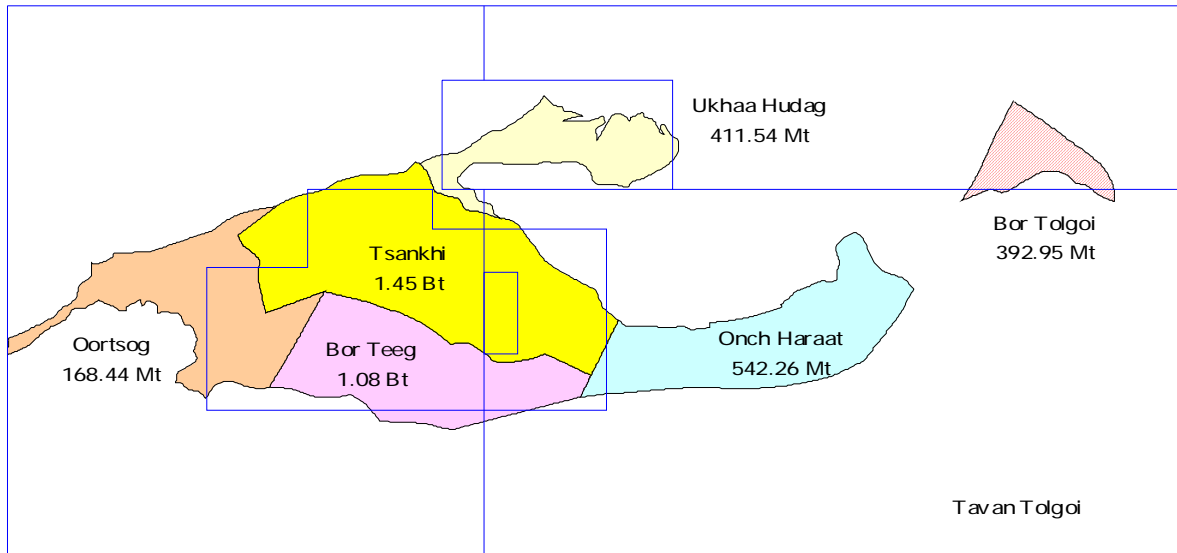 Ukhaa Hudag
411.54 Mt
Bor Tolgoi
392.95 Mt
Tsankhi
1.45 Bt
Onch Haraat
542.26 Mt
Oortsog
168.44 Mt
Bor Teeg
1.08 Bt
Tavan Tolgoi